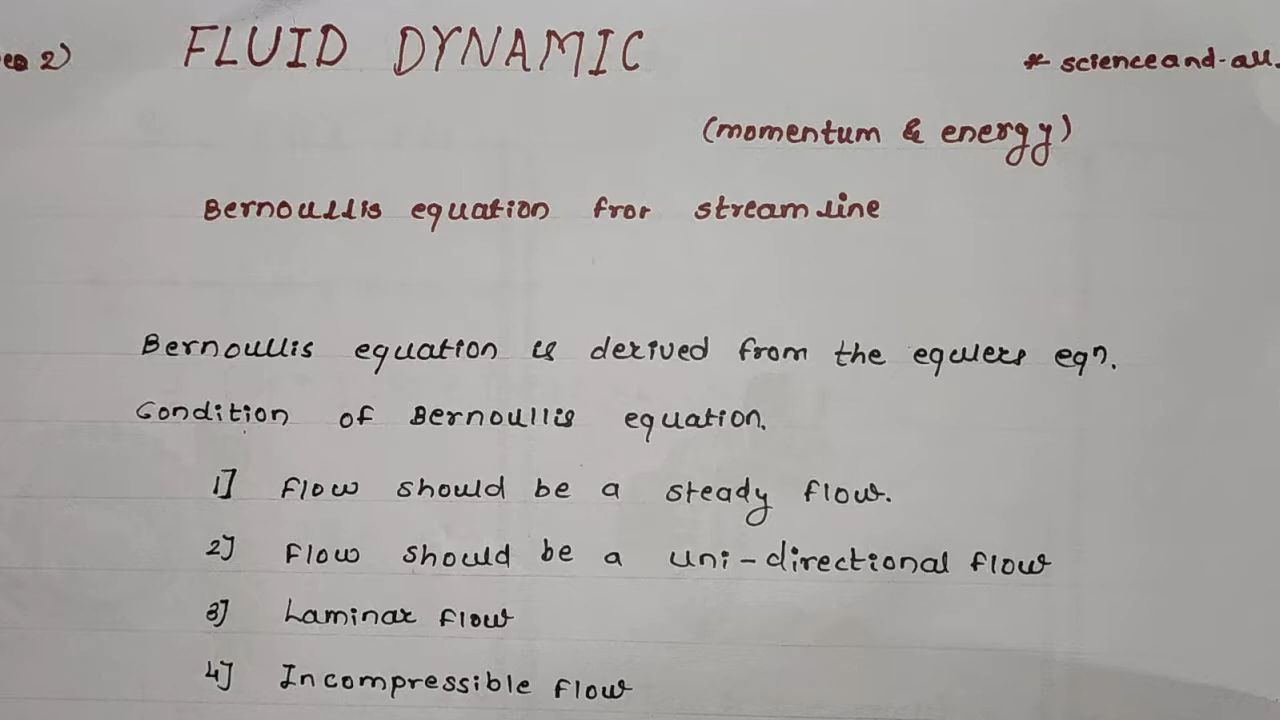 2) FLUID DYNAMIC * scienceand-all.
(momentum & energy)
Bernoullis equation fror stream line
Bernoullis equation is derived from the equlers eqn.
Condition of Bernoullis equation.
1] Flow should be a steady flow.
2] Flow should be a uni-directional flow
3] Laminar flow
4] Incompressible flow